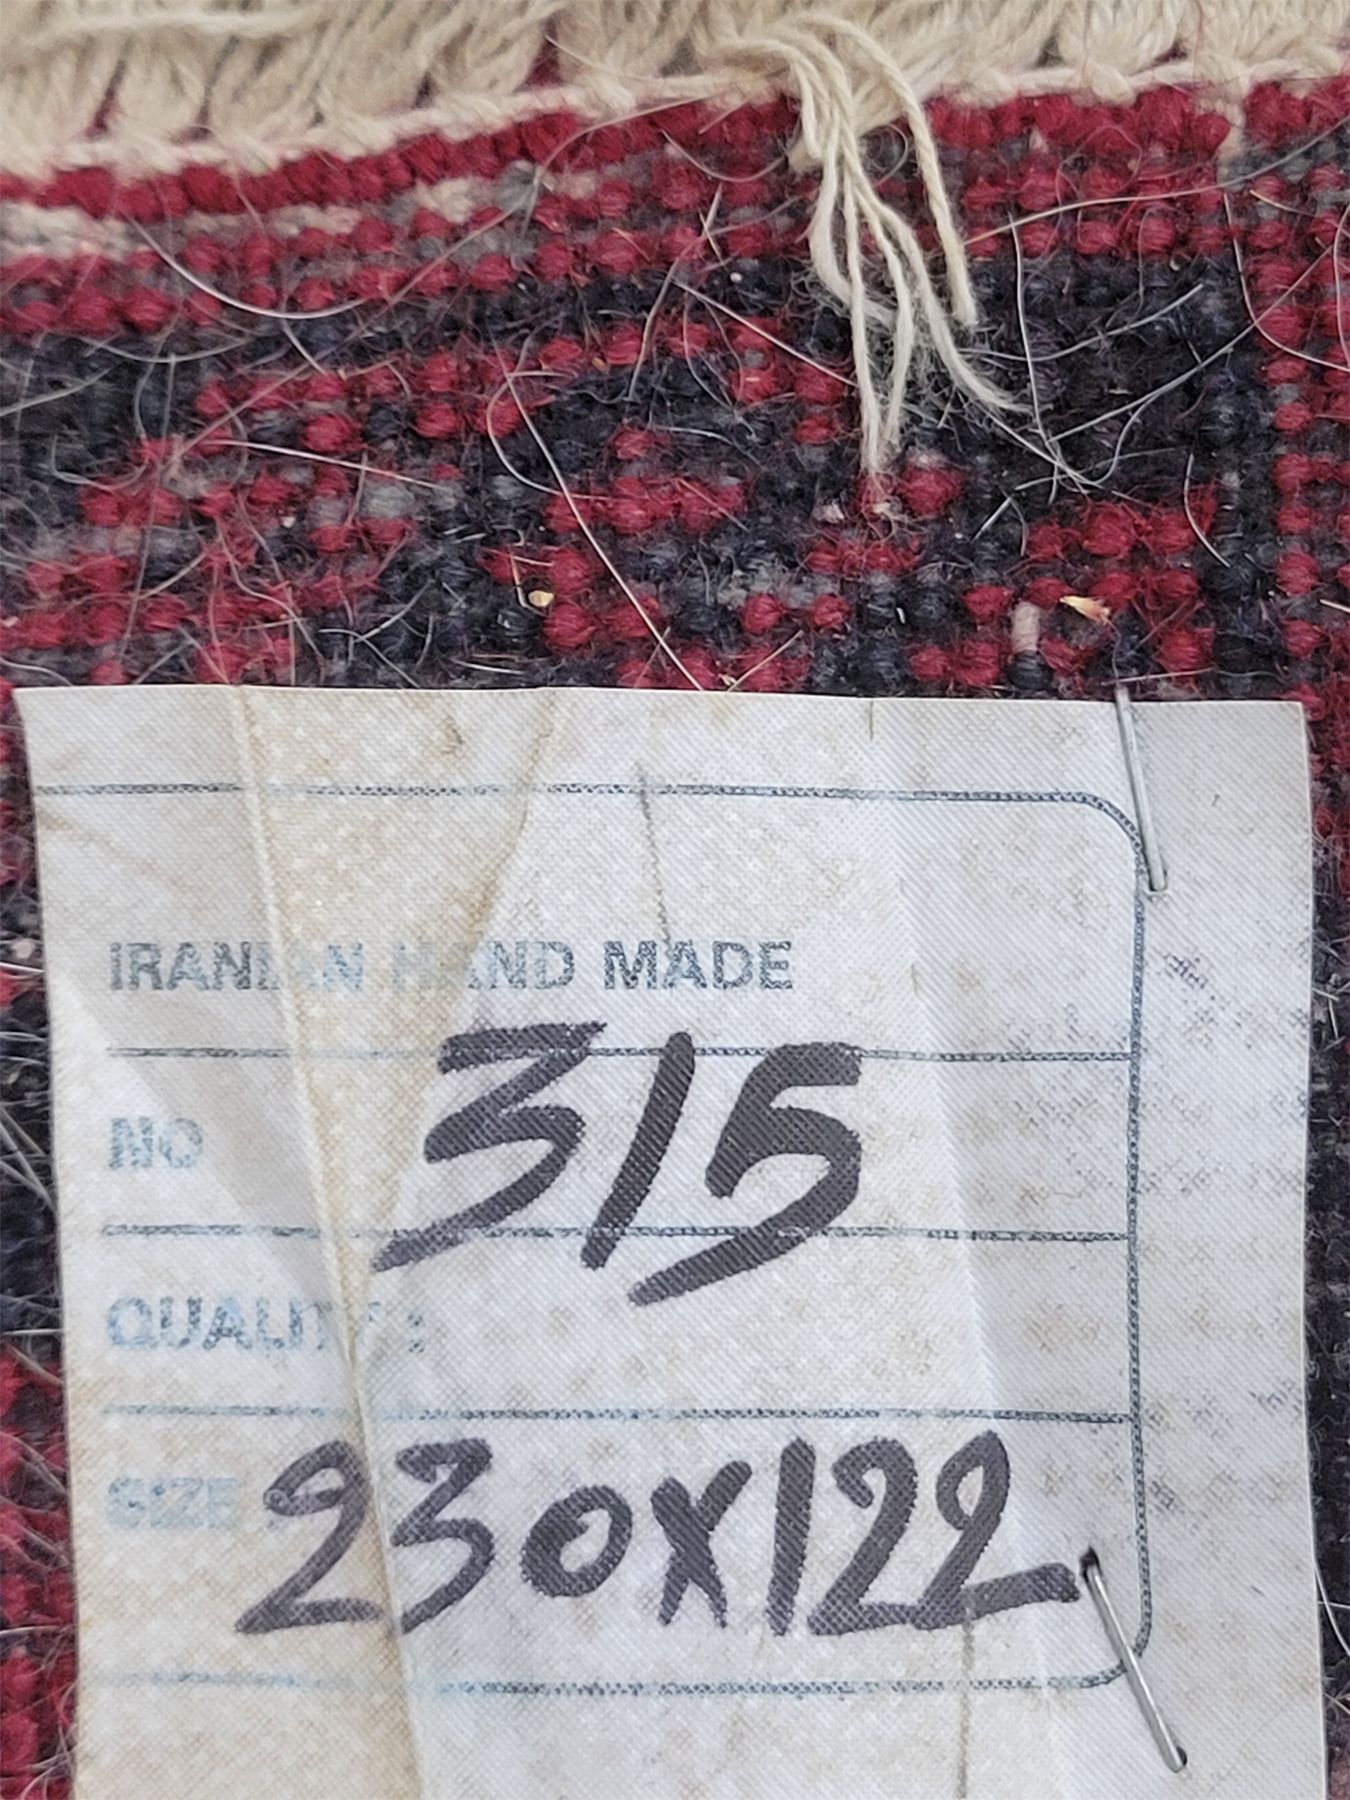 IRANIAN HAND MADE
NO 315
QUALITY :
SIZE : 230X122